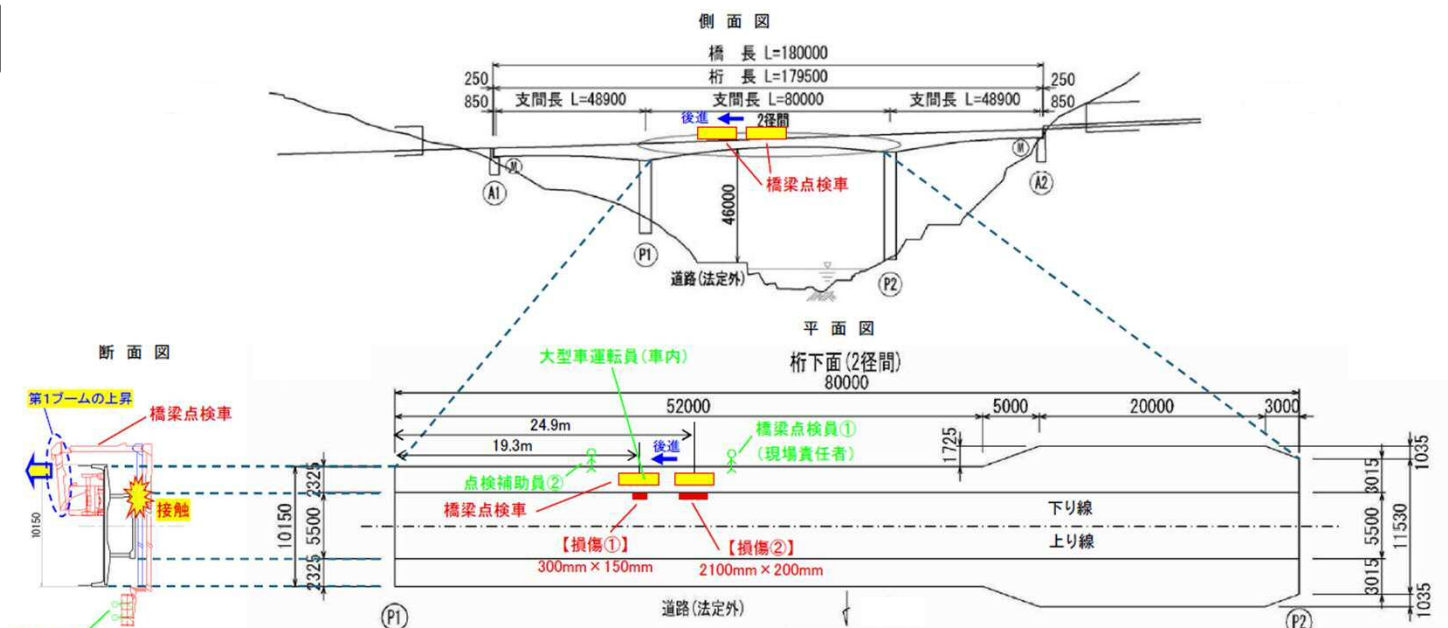 側面図
橋長 L=180000
桁長 L=179500
250
250
850
支間長 L=48900
支間長 L=80000
支間長 L=48900
850
後進
2径間
M
M
橋梁点検車
A1
A2
46000
P1
P2
道路(法定外)
平面図
断面図
大型車運転員(車内)
桁下面(2径間)
80000
第1ブームの上昇
橋梁点検車
52000
5000
20000
3000
24.9m
19.3m
後進
橋梁点検員①
(現場責任者)
1725
1035
点検補助員②
橋梁点検車
接触
10150
10150
2325
5500
2325
下り線
上り線
3015
5500
3015
11530
1035
【損傷①】
300mm×150mm
【損傷②】
2100mm×200mm
道路(法定外)
P1
P2